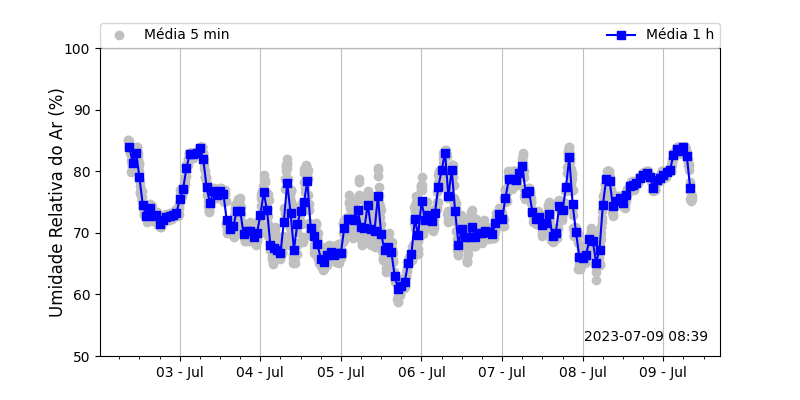 Média 5 min
Média 1 h
Umidade Relativa do Ar (%)
100
90
80
70
60
50
2023-07-09 08:39
03 - Jul
04 - Jul
05 - Jul
06 - Jul
07 - Jul
08 - Jul
09 - Jul